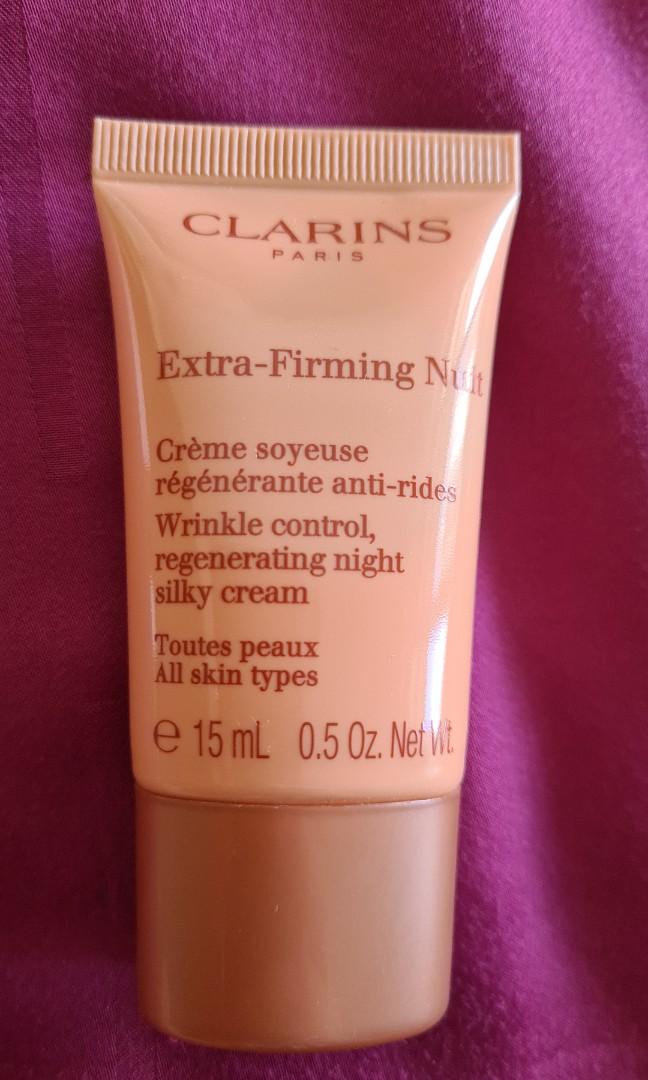 CLARINS
PARIS
Extra-Firming Nuit
Crème soyeuse
régénérante anti-rides
Wrinkle control,
regenerating night
silky cream
Toutes peaux
All skin types
℮ 15 mL 0.5 Oz. Net Wt.